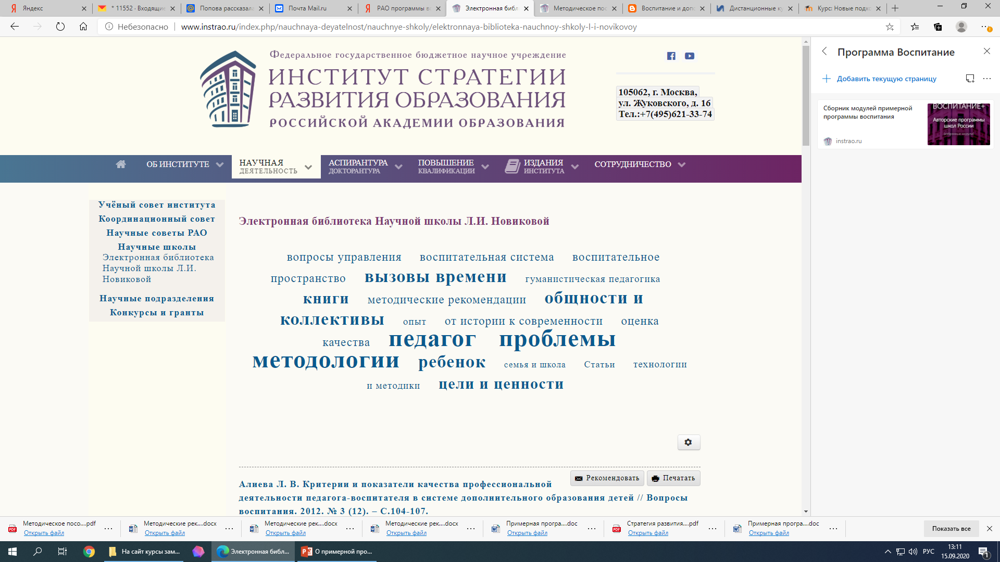 Яндекс
* 11552 · Входящие
Попова рассказала
Почта Mail.ru
РАО программы в
Электронная библ
Методическое пос
Воспитание и допо
Дистанционные ку
Курс: Новые подхо
Небезопасно
www.instrao.ru/index.php/nauchnaya-deyatelnost/nauchnye-shkoly/elektronnaya-biblioteka-nauchnoy-shkoly-l-i-novikovoy
Федеральное государственное бюджетное научное учреждение
ИНСТИТУТ СТРАТЕГИИ
РАЗВИТИЯ ОБРАЗОВАНИЯ
РОССИЙСКОЙ АКАДЕМИИ ОБРАЗОВАНИЯ
105062, г. Москва,
ул. Жуковского, д. 16
Тел.:+7(495)621-33-74
ОБ ИНСТИТУТЕ
НАУЧНАЯ
ДЕЯТЕЛЬНОСТЬ
АСПИРАНТУРА
ДОКТОРАНТУРА
ПОВЫШЕНИЕ
КВАЛИФИКАЦИИ
ИЗДАНИЯ
ИНСТИТУТА
СОТРУДНИЧЕСТВО
Учёный совет института
Координационный совет
Научные советы РАО
Научные школы
Электронная библиотека
Научной школы Л.И.
Новиковой
Научные подразделения
Конкурсы и гранты
Электронная библиотека Научной школы Л.И. Новиковой
вопросы управления воспитательная система воспитательное
пространство вызовы времени гуманистическая педагогика
книги методические рекомендации общности и
коллективы опыт от истории к современности оценка
качества педагог проблемы
методологии ребенок семья и школа Статьи технологии
и методики цели и ценности
Рекомендовать
Печатать
Алиева Л. В. Критерии и показатели качества профессиональной
деятельности педагога-воспитателя в системе дополнительного образования детей // Вопросы
воспитания. 2012. № 3 (12). – С.104-107.
Программа Воспитание
Добавить текущую страницу
Сборник модулей примерной
программы воспитания
instrao.ru
ВОСПИТАНИЕ+
Авторские программы
школ России
(избранные модули)
Методическое посо....pdf
Открыть файл
Методические рек....docx
Открыть файл
Методические рек....docx
Открыть файл
Методические рек....docx
Открыть файл
Примерная програ....doc
Открыть файл
Стратегия развития....pdf
Открыть файл
Примерная програ....doc
Открыть файл
Показать все
На сайт курсы зам...
Электронная библ...
О примерной про...
РУС
13:11
15.09.2020
1